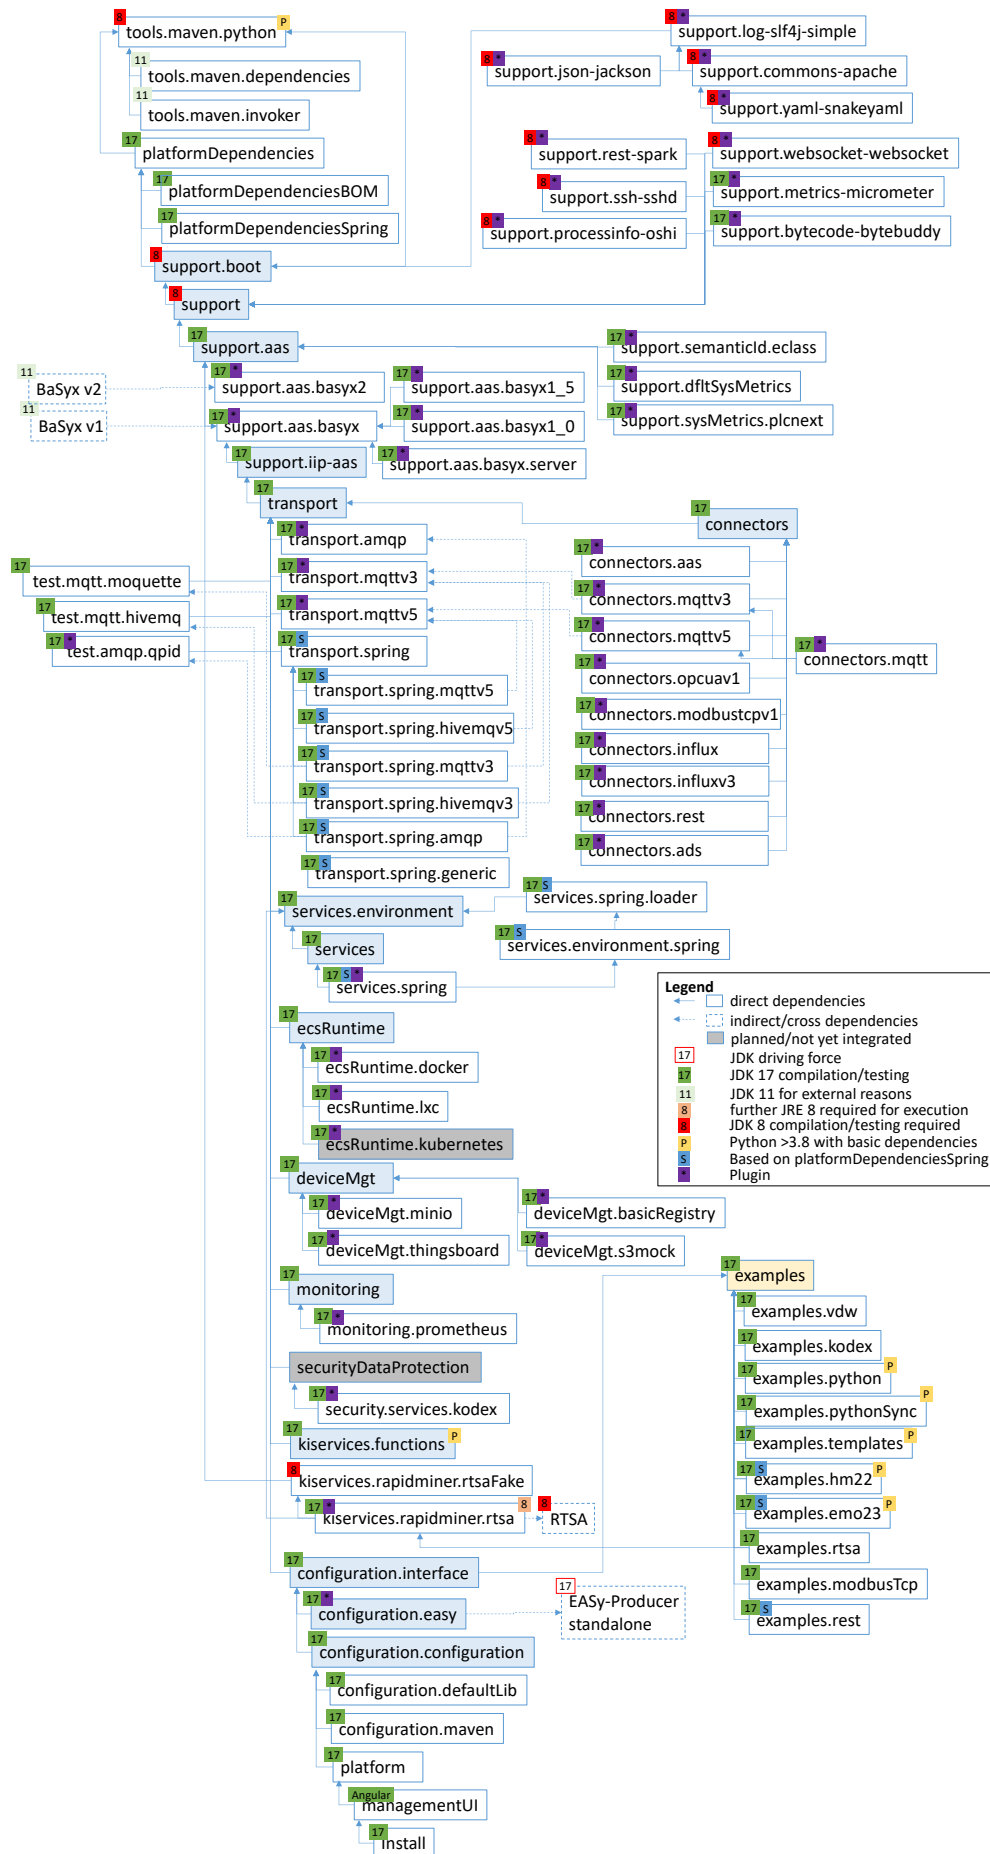 8
tools.maven.python
P
11
tools.maven.dependencies
11
tools.maven.invoker
17
platformDependencies
17
platformDependenciesBOM
17
platformDependenciesSpring
8
support.boot
8
support
17
support.aas
8 *
support.log-slf4j-simple
8 *
support.json-jackson
8 *
support.commons-apache
8 *
support.yaml-snakeyaml
8 *
support.rest-spark
8 *
support.websocket-websocket
8 *
support.ssh-sshd
17 *
support.metrics-micrometer
8 *
support.processinfo-oshi
17 *
support.bytecode-bytebuddy
17 *
support.semanticId.eclass
17 *
support.dfltSysMetrics
17 *
support.sysMetrics.plcnext
11
BaSyx v2
11
BaSyx v1
17 *
support.aas.basyx2
17 *
support.aas.basyx1_5
17 *
support.aas.basyx
17 *
support.aas.basyx1_0
17 *
support.aas.basyx.server
17
support.iip-aas
17
transport
17
connectors
17 *
transport.amqp
17 *
transport.mqttv3
17 *
transport.mqttv5
17 S
transport.spring
17
test.mqtt.moquette
17
test.mqtt.hivemq
17 *
test.amqp.qpid
17 S
transport.spring.mqttv5
17 S
transport.spring.hivemqv5
17 S
transport.spring.mqttv3
17 S
transport.spring.hivemqv3
17 S
transport.spring.amqp
17 S
transport.spring.generic
17 *
connectors.aas
17 *
connectors.mqttv3
17 *
connectors.mqttv5
17 *
connectors.mqtt
17 *
connectors.opcuav1
17 *
connectors.modbustcpv1
17 *
connectors.influx
17 *
connectors.influxv3
17 *
connectors.rest
17 *
connectors.ads
17
services.environment
17 S
services.spring.loader
17
services
17 S
services.environment.spring
17 S *
services.spring
Legend
direct dependencies
indirect/cross dependencies
planned/not yet integrated
17 JDK driving force
17 JDK 17 compilation/testing
11 JDK 11 for external reasons
8 further JRE 8 required for execution
8 JDK 8 compilation/testing required
P Python >3.8 with basic dependencies
S Based on platformDependenciesSpring
* Plugin
17
ecsRuntime
17 *
ecsRuntime.docker
17 *
ecsRuntime.lxc
17 *
ecsRuntime.kubernetes
17
deviceMgt
17 *
deviceMgt.minio
17 *
deviceMgt.basicRegistry
17 *
deviceMgt.thingsboard
17 *
deviceMgt.s3mock
17
monitoring
17 *
monitoring.prometheus
securityDataProtection
17 *
security.services.kodex
17
kiservices.functions
P
8
kiservices.rapidminer.rtsaFake
17 *
kiservices.rapidminer.rtsa
8
8
RTSA
17
examples
17
examples.vdw
17
examples.kodex
17
examples.python
P
17
examples.pythonSync
P
17
examples.templates
P
17 S
examples.hm22
P
17 S
examples.emo23
P
17
examples.rtsa
17
examples.modbusTcp
17 S
examples.rest
17
configuration.interface
17 *
configuration.easy
17
EASy-Producer
standalone
17
configuration.configuration
17
configuration.defaultLib
17
configuration.maven
17
platform
Angular
managementUI
17
Install